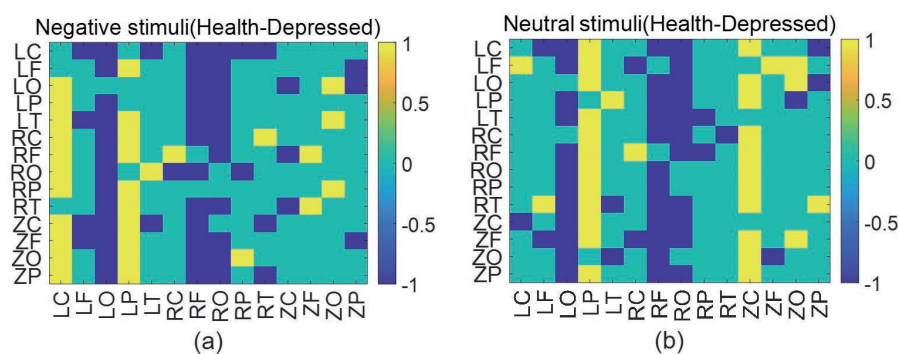 Negative stimuli(Health-Depressed)
LC
LF
LO
LP
LT
RC
RF
RO
RP
RT
ZC
ZF
ZO
ZP
LC LF LO LP LT RC RF RO RP RT ZC ZF ZO ZP
1
0.5
0
-0.5
-1
(a)
Neutral stimuli(Health-Depressed)
LC
LF
LO
LP
LT
RC
RF
RO
RP
RT
ZC
ZF
ZO
ZP
LC LF LO LP LT RC RF RO RP RT ZC ZF ZO ZP
1
0.5
0
-0.5
-1
(b)